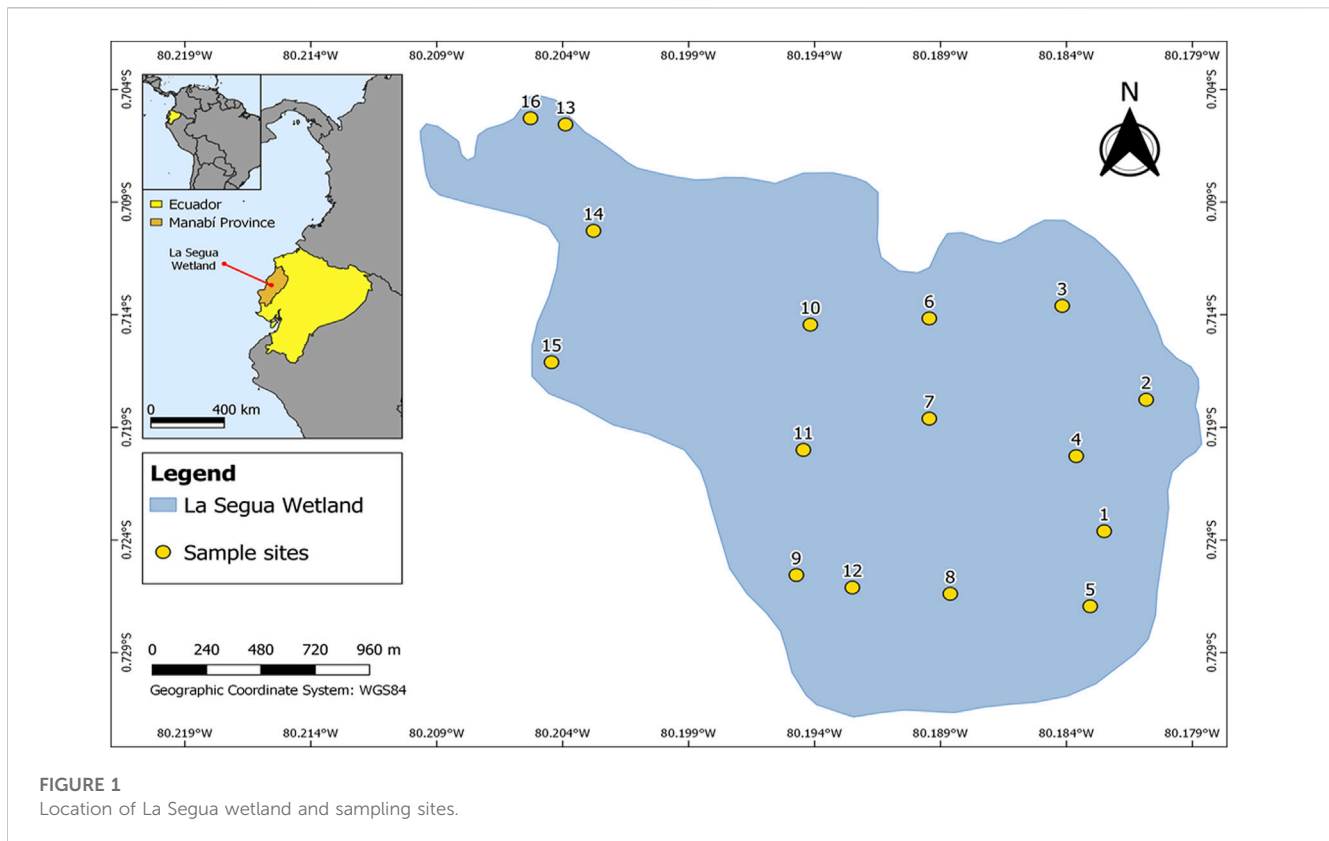 80.219°W 80.214°W 80.209°W 80.204°W 80.199°W 80.194°W 80.189°W 80.184°W 80.179°W
0.704°S 0.704°S
N
16 13
Ecuador
Manabí Province
0.709°S 0.709°S
14
La Segua
Wetland
3
10 6
0.714°S 0.714°S
15
2
0 400 km
7
0.719°S 0.719°S
11
4
Legend
La Segua Wetland
Sample sites
1
0.724°S 0.724°S
9 12 8 5
0 240 480 720 960 m
0.729°S 0.729°S
Geographic Coordinate System: WGS84
80.219°W 80.214°W 80.209°W 80.204°W 80.199°W 80.194°W 80.189°W 80.184°W 80.179°W
FIGURE 1
Location of La Segua wetland and sampling sites.